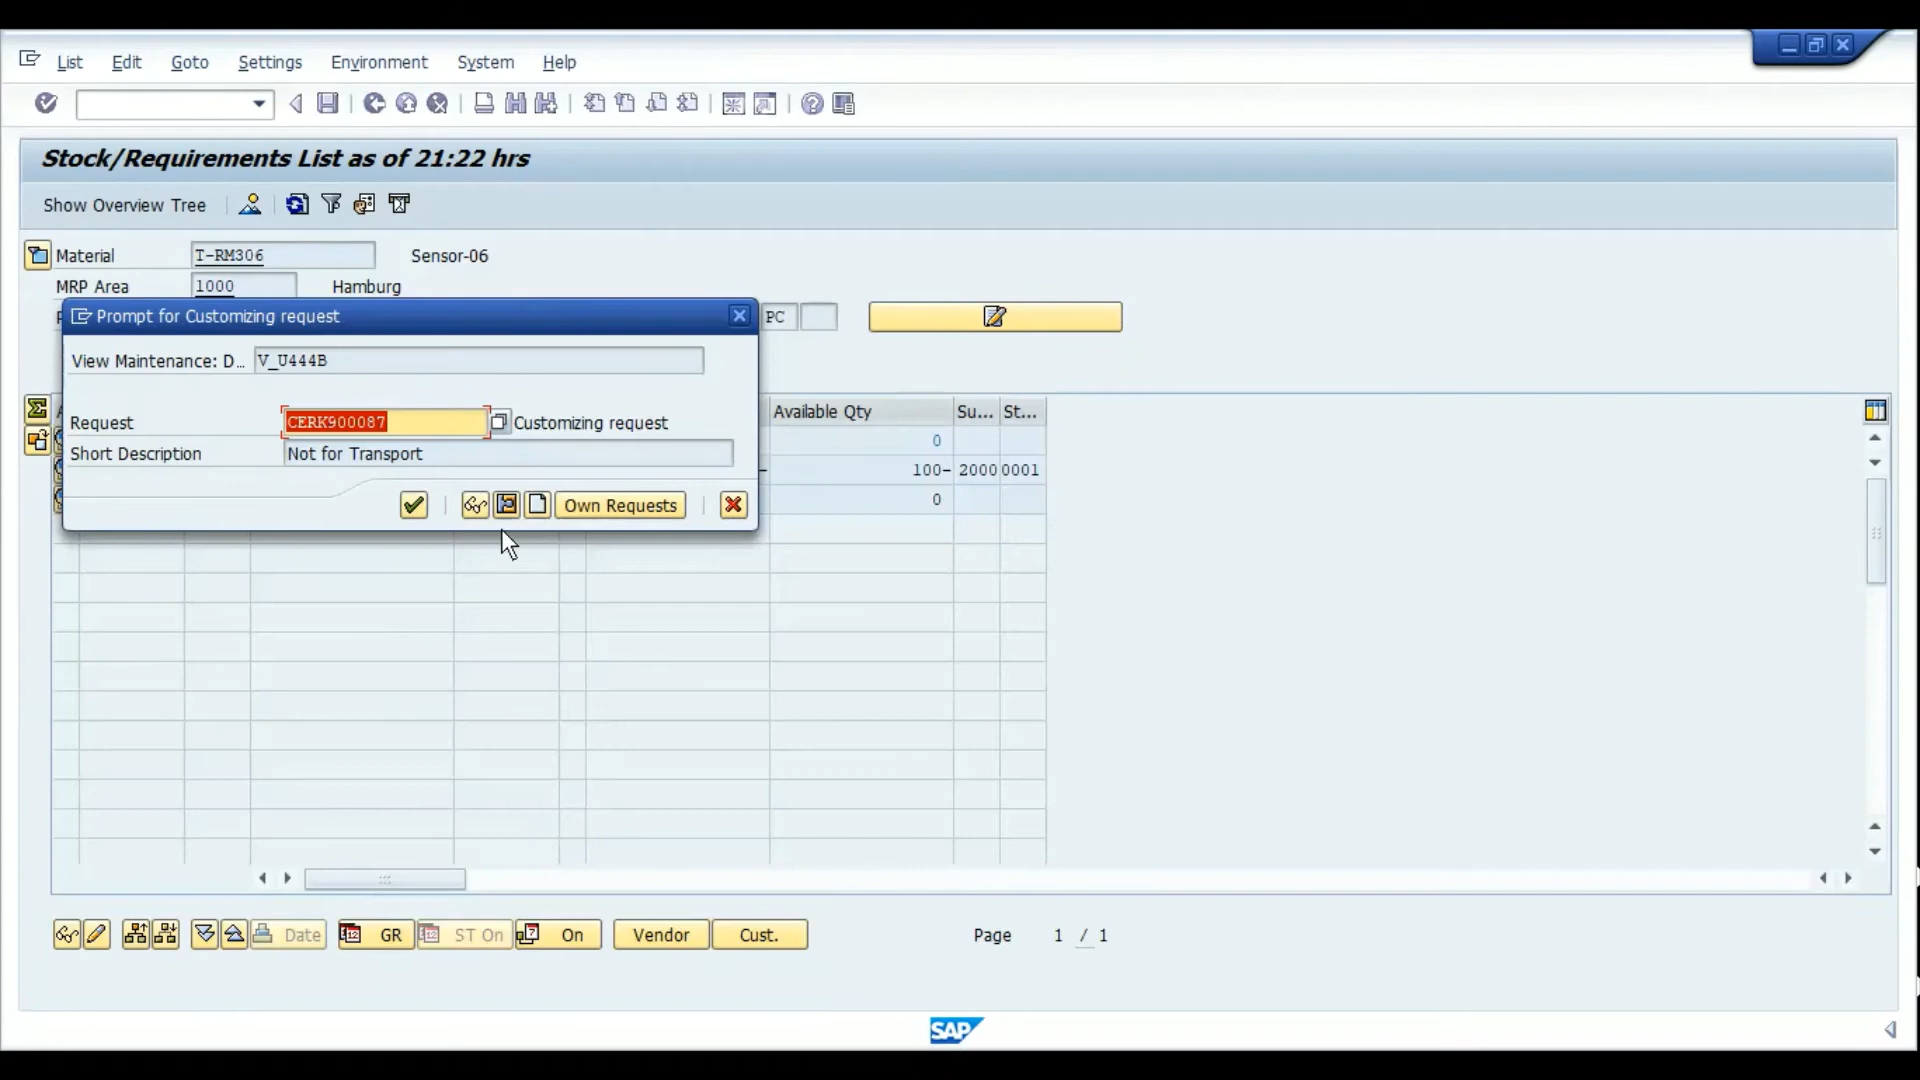 List Edit Goto Settings Environment System Help
Stock/Requirements List as of 21:22 hrs
Show Overview Tree
Material T-RM306 Sensor-06
MRP Area 1000 Hamburg
Prompt for Customizing request
PC
View Maintenance: D... V_U444B
Request CERK900087 Customizing request
Short Description Not for Transport
Own Requests
Available Qty Su... St...
0
100- 2000 0001
0
Date GR ST On On Vendor Cust. Page 1 / 1
SAP